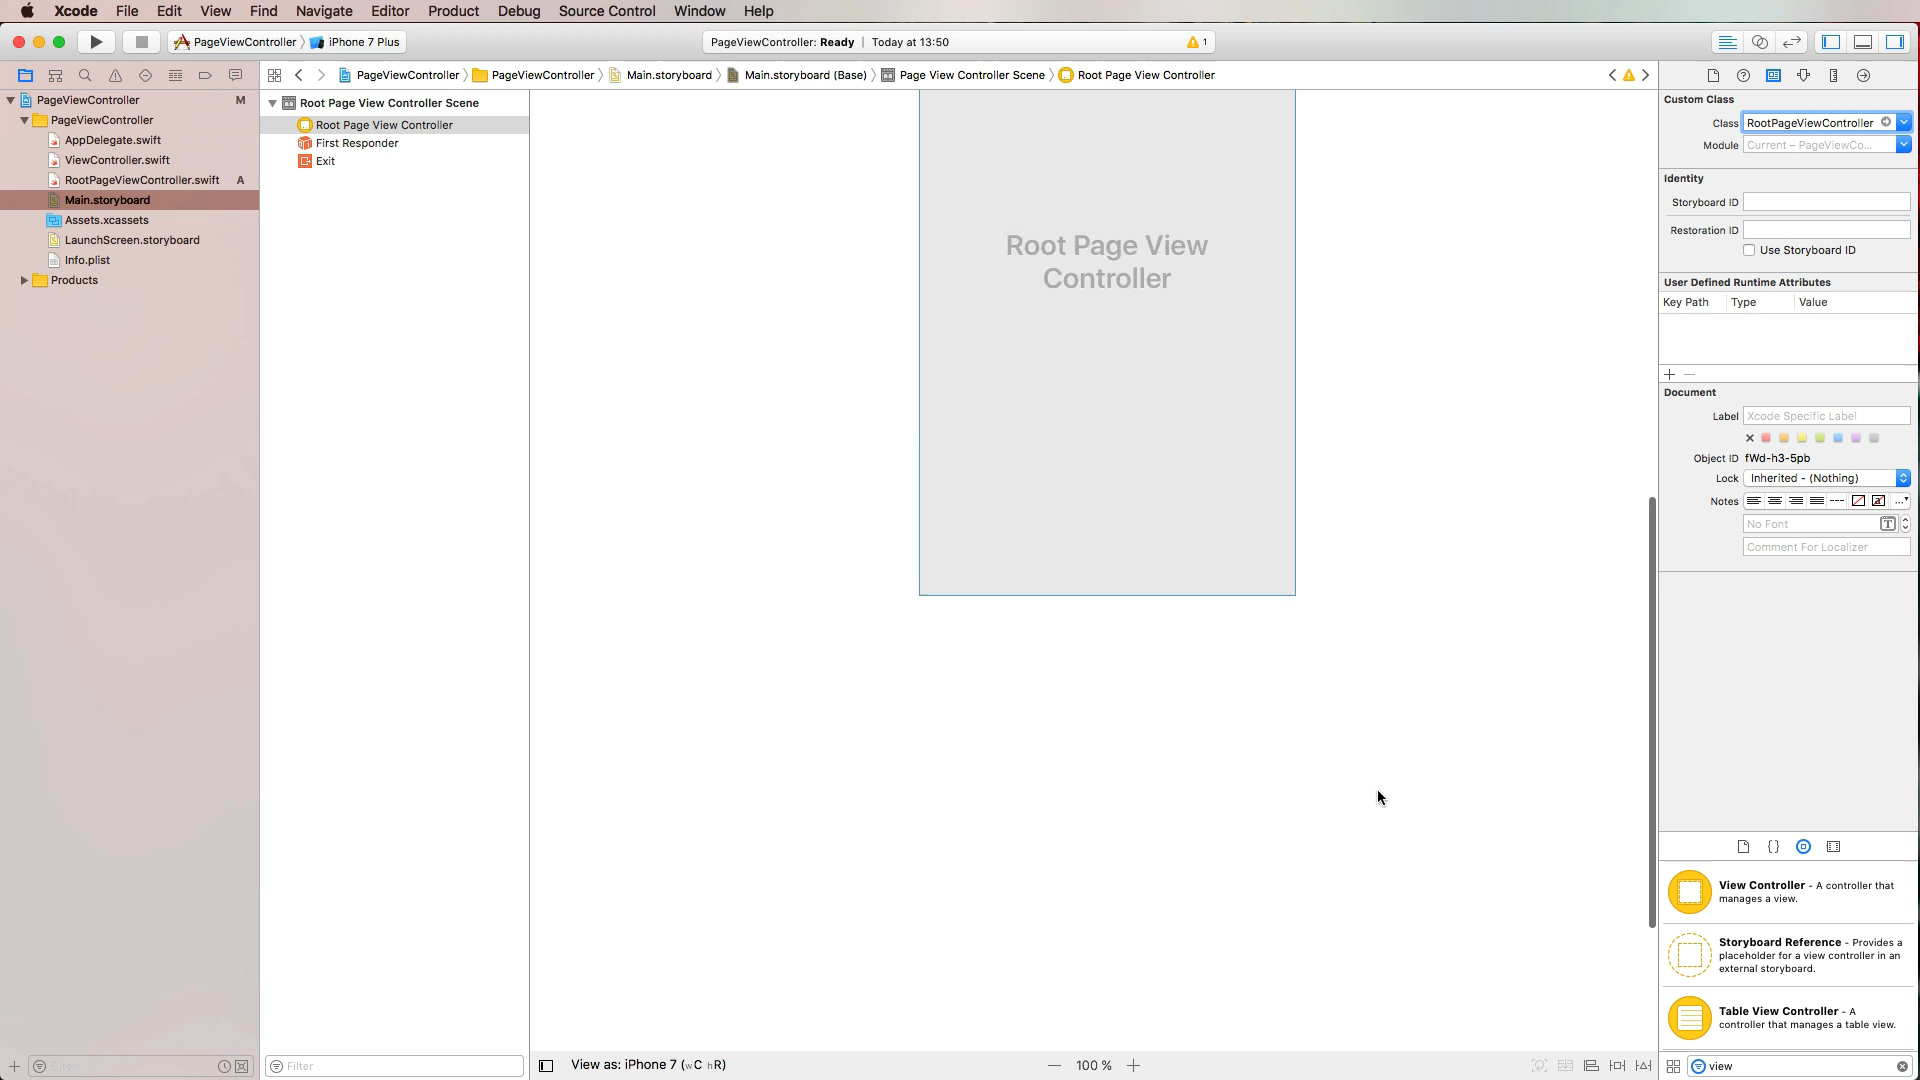 Xcode File Edit View Find Navigate Editor Product Debug Source Control Window Help
PageViewController iPhone 7 Plus
PageViewController: Ready | Today at 13:50
1
PageViewController PageViewController Main.storyboard Main.storyboard (Base) Page View Controller Scene Root Page View Controller
PageViewController M
PageViewController
AppDelegate.swift
ViewController.swift
RootPageViewController.swift A
Main.storyboard
Assets.xcassets
LaunchScreen.storyboard
Info.plist
Products
Filter
Root Page View Controller Scene
Root Page View Controller
First Responder
Exit
Filter
Root Page View
Controller
View as: iPhone 7 (wC hR)
100 %
Custom Class
Class RootPageViewController
Module Current – PageViewCo...
Identity
Storyboard ID
Restoration ID
Use Storyboard ID
User Defined Runtime Attributes
Key Path Type Value
Document
Label Xcode Specific Label
Object ID fWd-h3-5pb
Lock Inherited - (Nothing)
Notes
No Font
Comment For Localizer
View Controller - A controller that
manages a view.
Storyboard Reference - Provides a
placeholder for a view controller in an
external storyboard.
Table View Controller - A
controller that manages a table view.
view